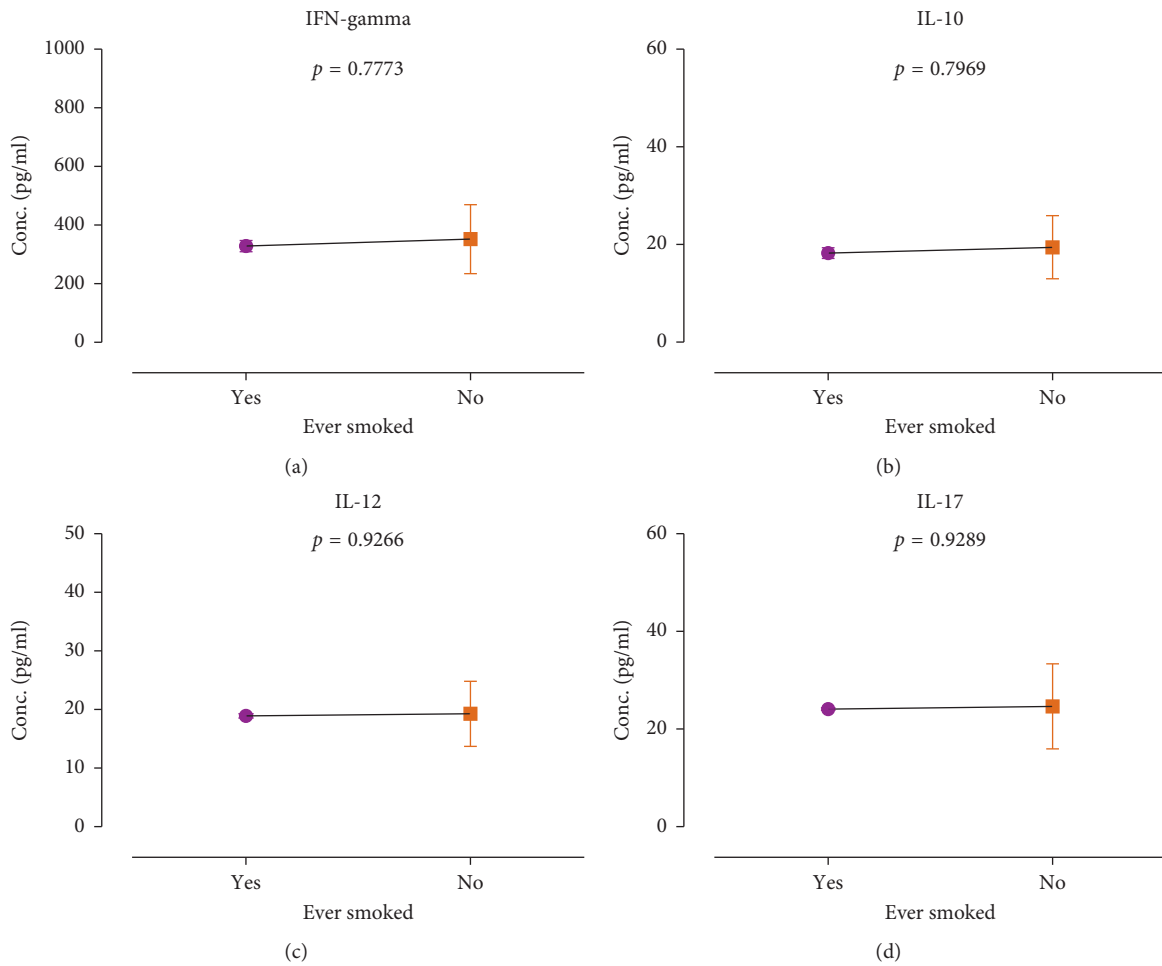 IFN-gamma
p = 0.7773
1000
800
600
400
200
0
Conc. (pg/ml)
Yes
No
Ever smoked
(a)
IL-10
p = 0.7969
60
40
20
0
Conc. (pg/ml)
Yes
No
Ever smoked
(b)
IL-12
p = 0.9266
50
40
30
20
10
0
Conc. (pg/ml)
Yes
No
Ever smoked
(c)
IL-17
p = 0.9289
60
40
20
0
Conc. (pg/ml)
Yes
No
Ever smoked
(d)